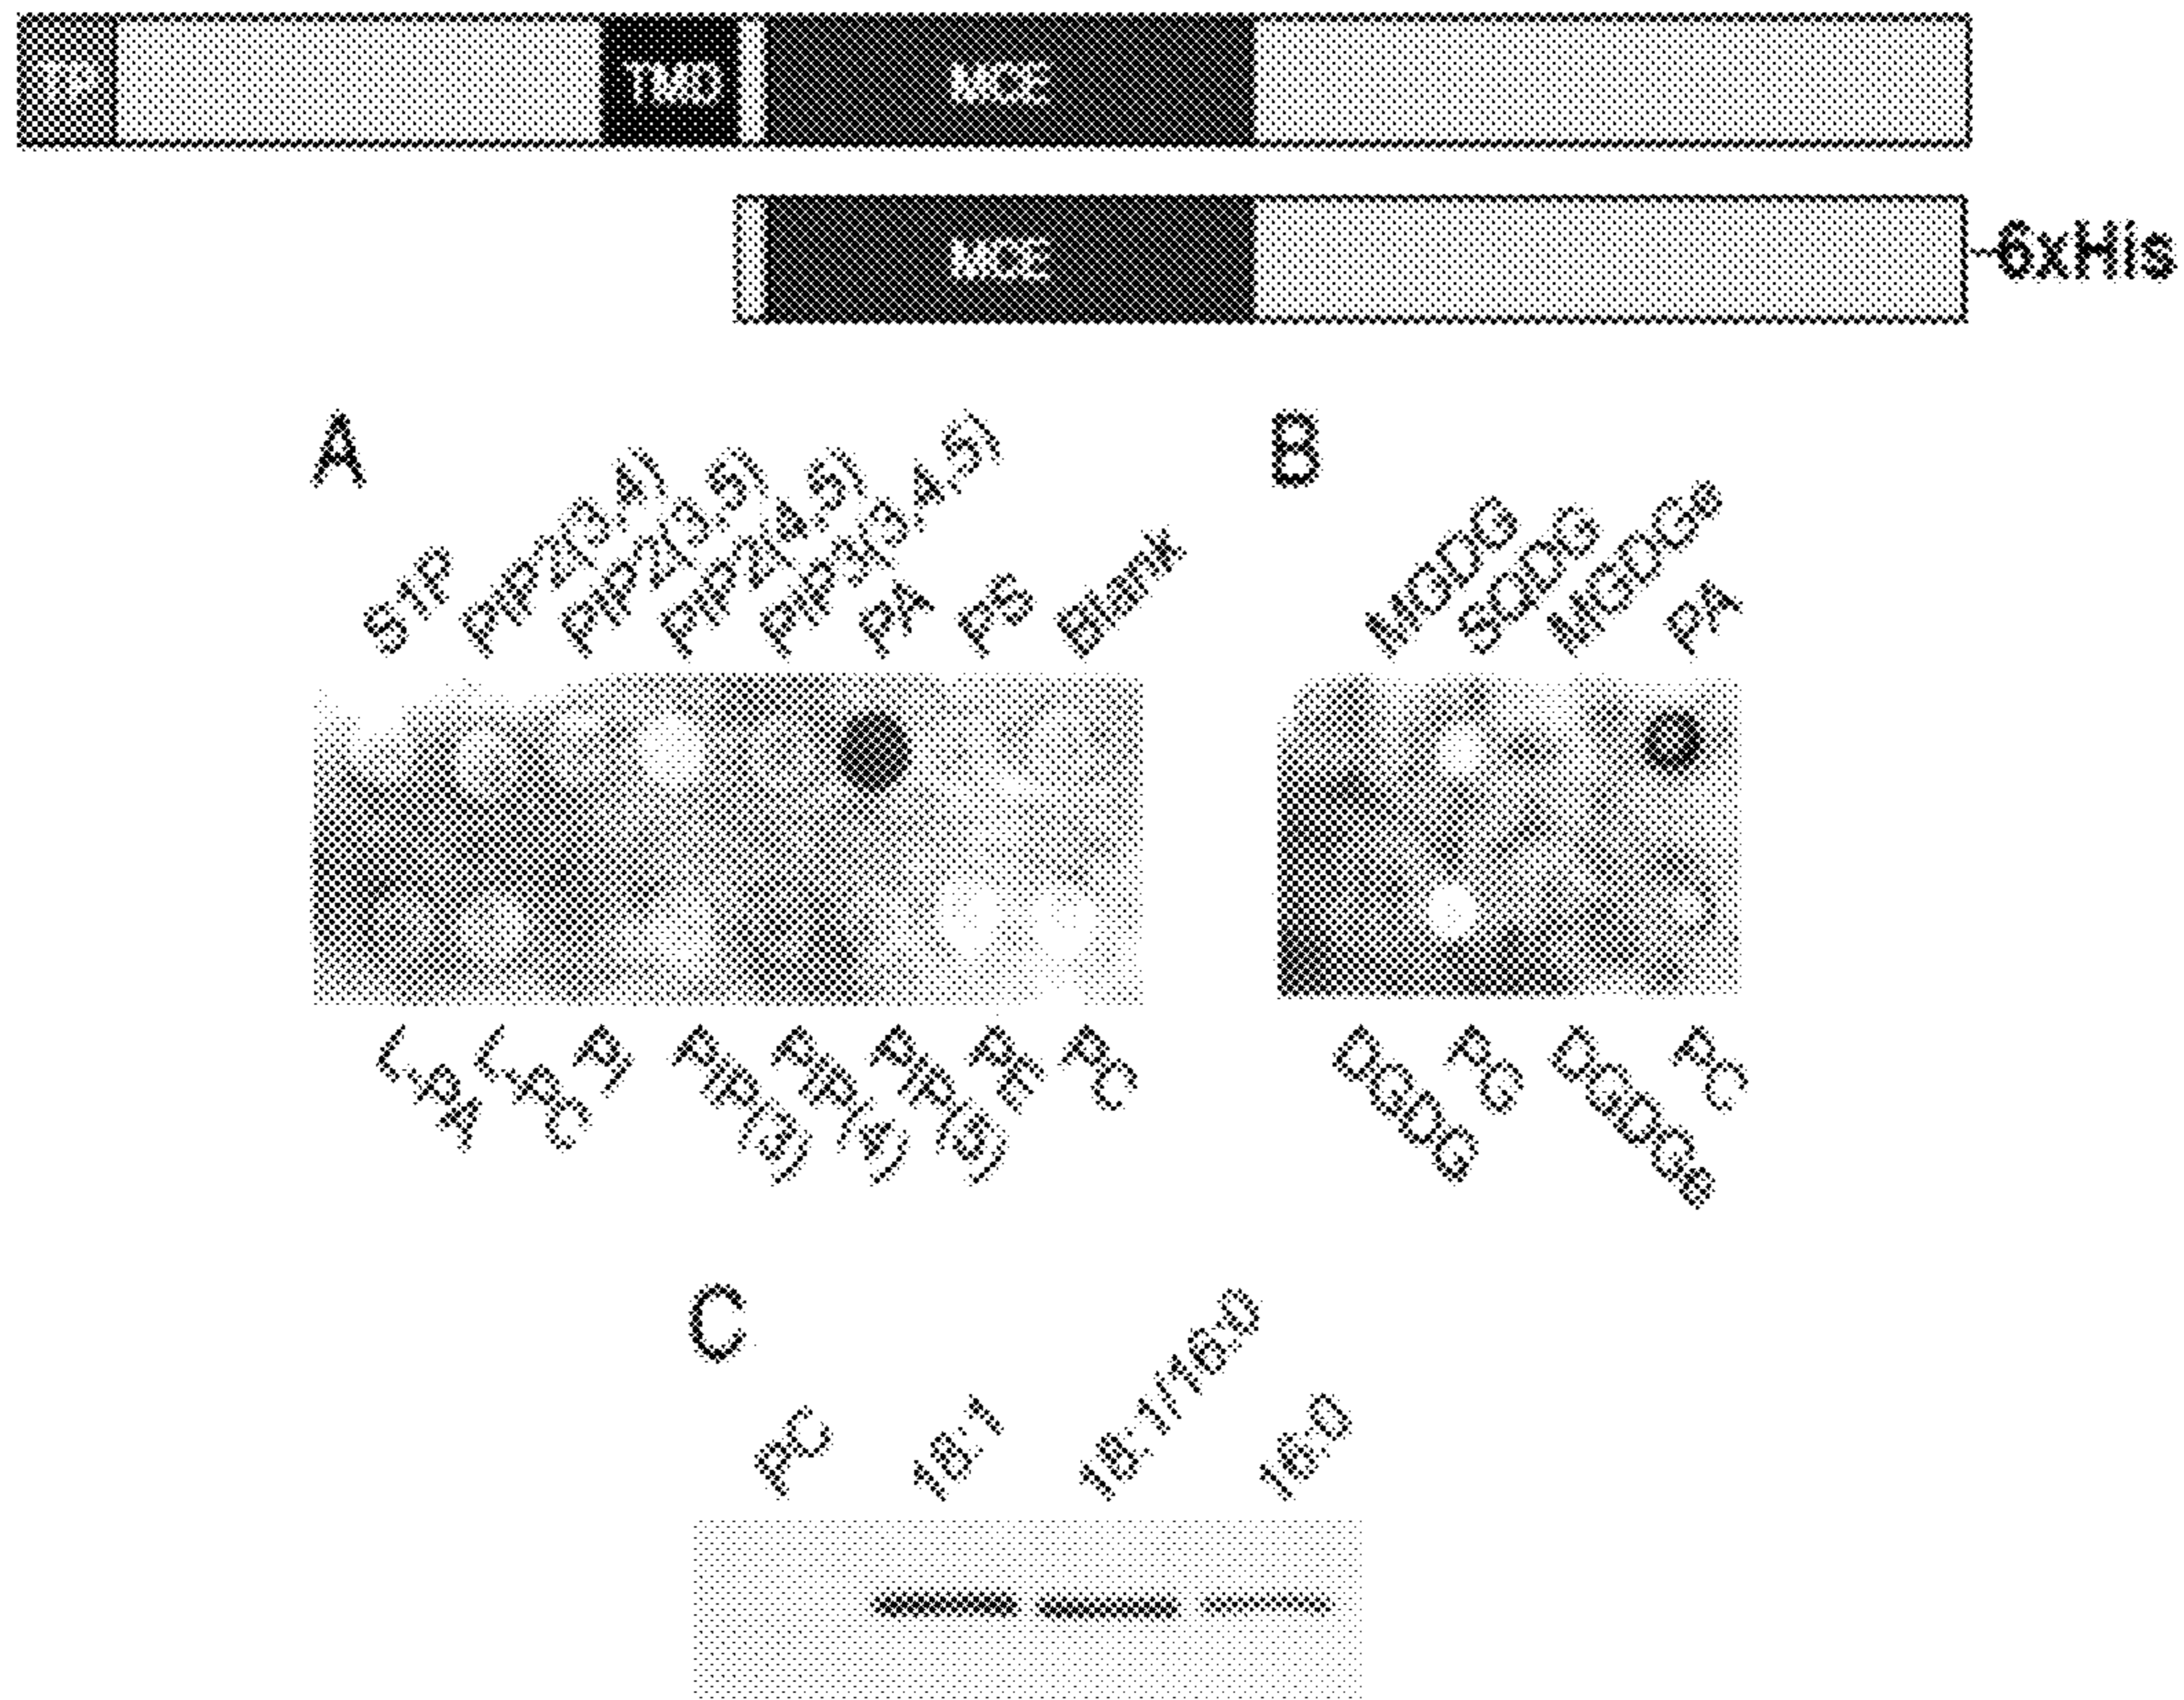 TMD MCE
MCE
6xHis
A
B
S1P PIP2(3,4) PIP2(3,5) PIP2(4,5) PIP3(3,4,5) PA PS Blank
MGDG SQDG MGDGe PA
L-PA L-PC PI PIP(3) PIP(4) PIP(5) PE PC
DGDG PG DGDGe PC
C
PC 18:1 18:1/16:0 16:0